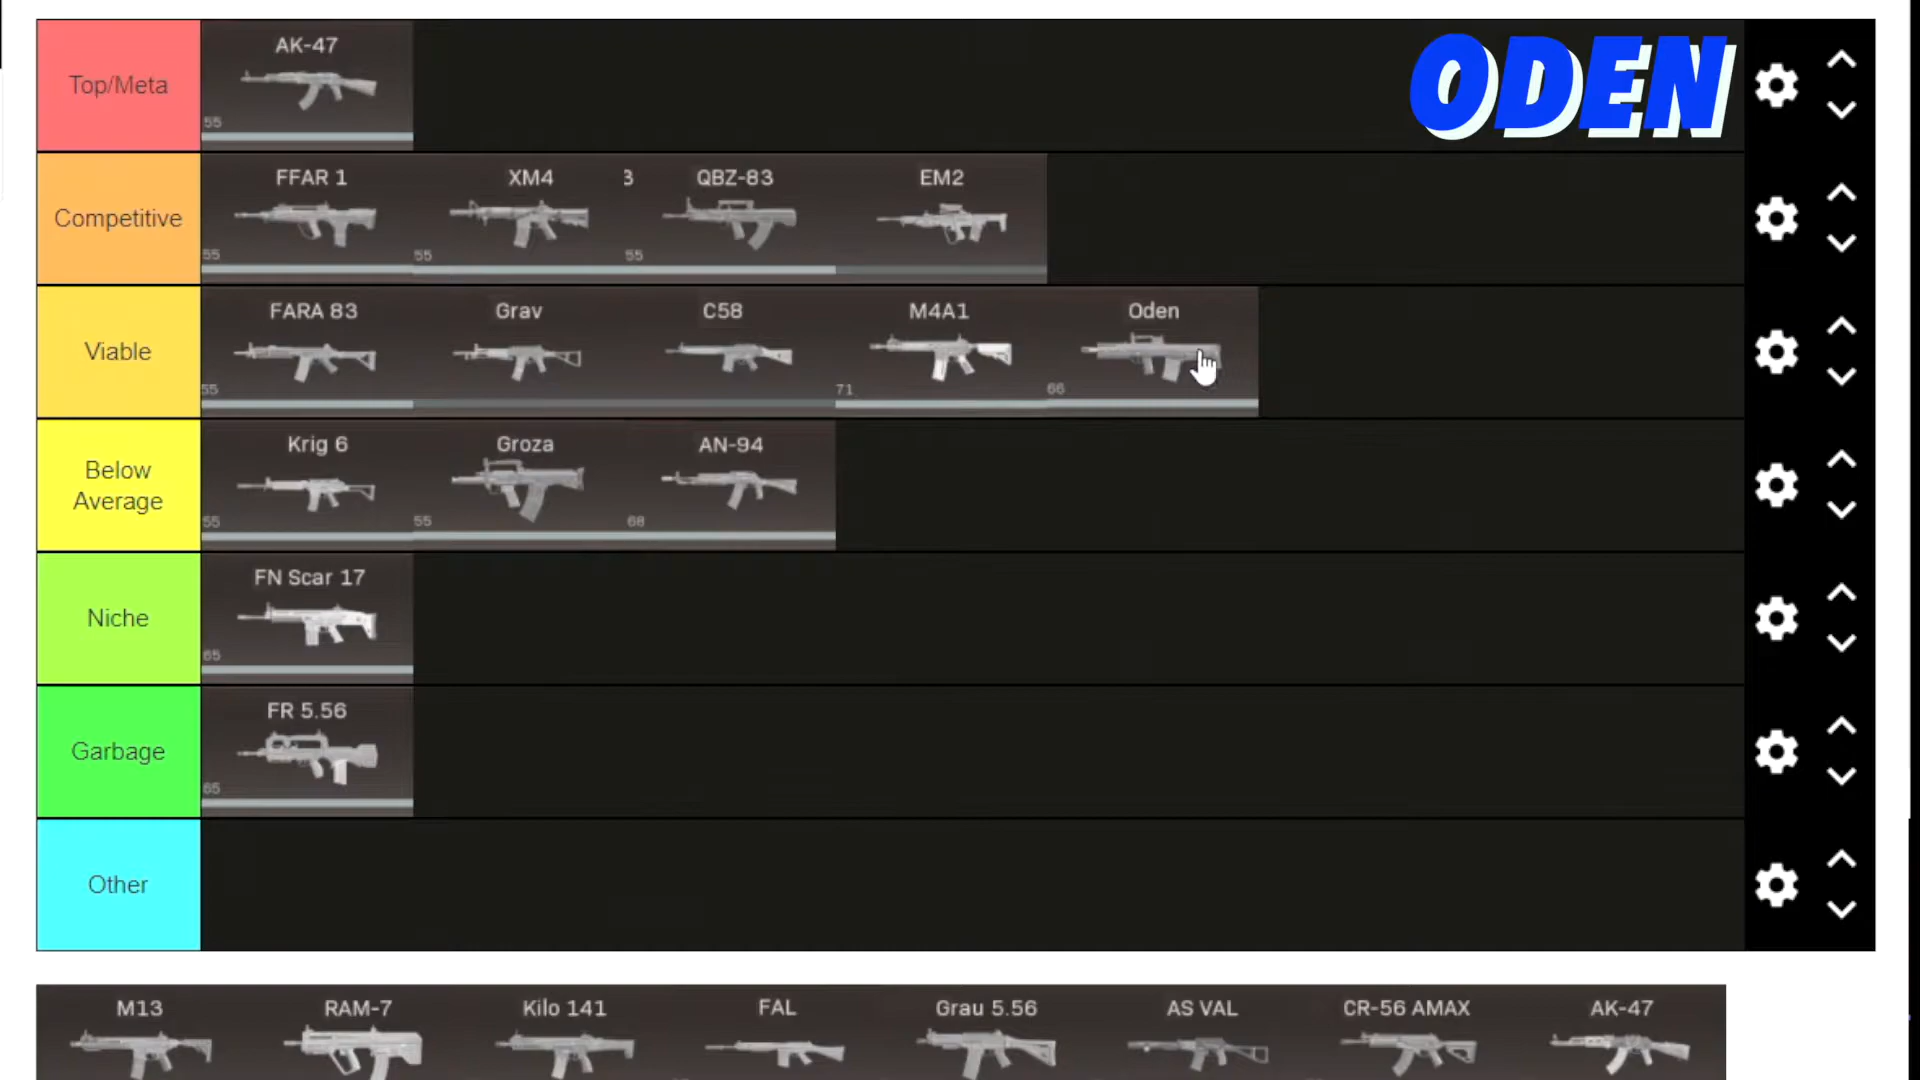 ODEN
Top/Meta
AK-47
55
Competitive
FFAR 1
XM4
3
QBZ-83
EM2
55
55
55
Viable
FARA 83
Grav
C58
M4A1
Oden
55
71
66
Below
Average
Krig 6
Groza
AN-94
55
55
68
Niche
FN Scar 17
65
Garbage
FR 5.56
65
Other
M13
RAM-7
Kilo 141
FAL
Grau 5.56
AS VAL
CR-56 AMAX
AK-47